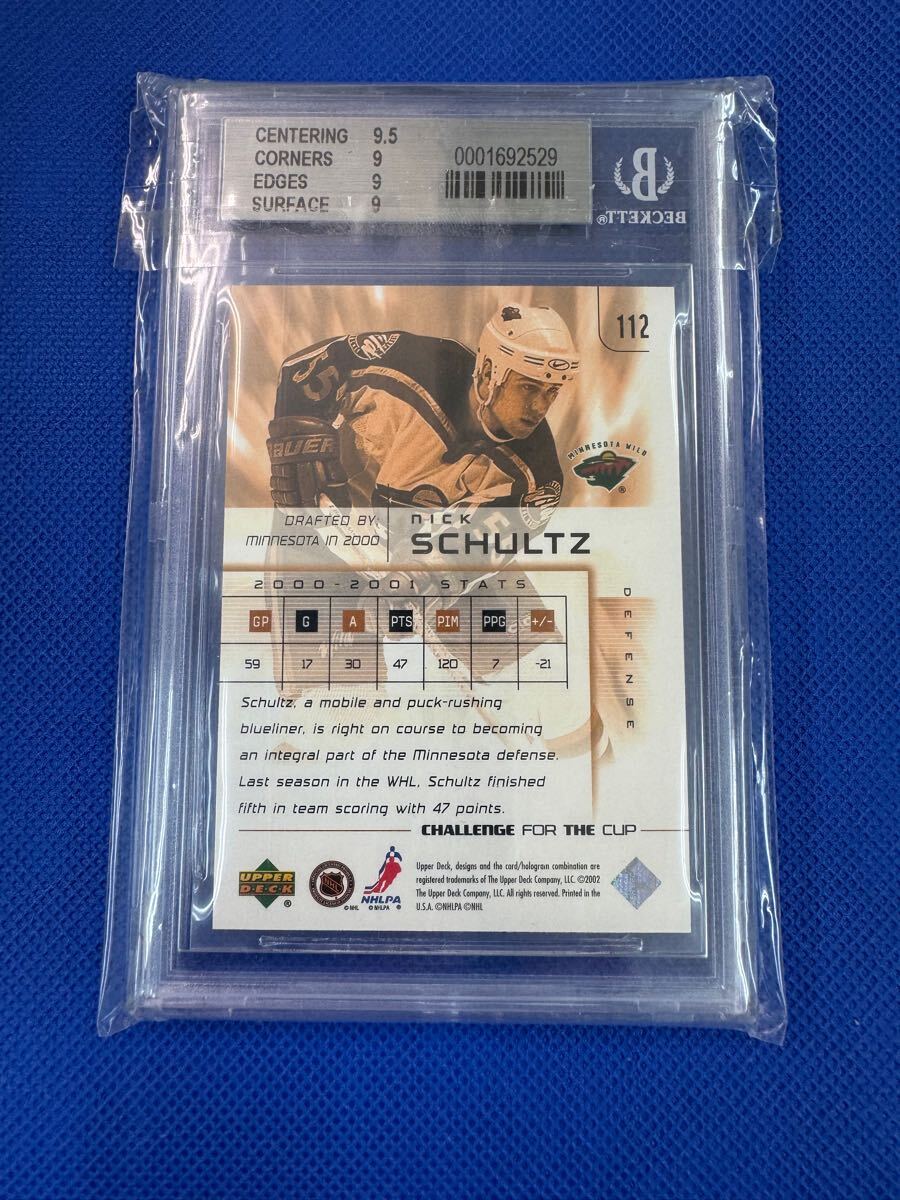 CENTERING 9.5
CORNERS 9
EDGES 9
SURFACE 9
0001692529
B
BECKETT®
112
BAUER
MINNESOTA WILD
®
DRAFTED BY
MINNESOTA IN 2000
NICK
SCHULTZ
DEFENSE
2000-2001 STATS
GP G A PTS PIM PPG +/-
59 17 30 47 120 7 -21
Schultz, a mobile and puck-rushing
blueliner, is right on course to becoming
an integral part of the Minnesota defense.
Last season in the WHL, Schultz finished
fifth in team scoring with 47 points.
CHALLENGE FOR THE CUP
UPPER
DECK
®
NHL
©NHL
NHLPA
©NHLPA ®
Upper Deck, designs and the card/hologram combination are
registered trademarks of The Upper Deck Company, LLC. ©2002
The Upper Deck Company, LLC. All rights reserved. Printed in the
U.S.A. ©NHLPA ©NHL